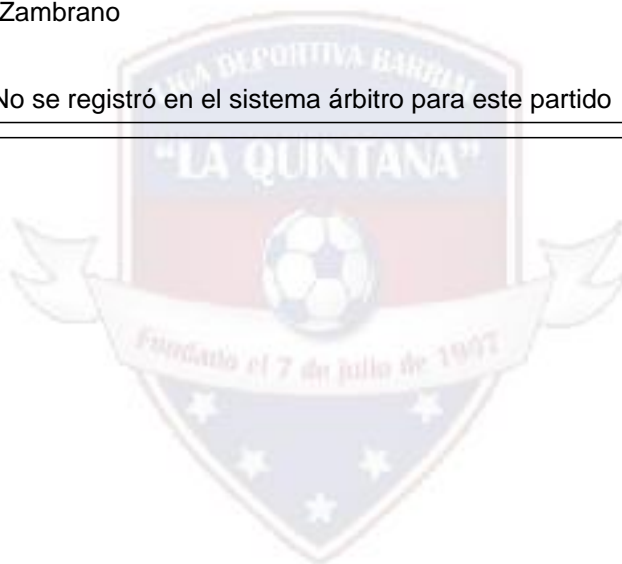 Zambrano
No se registró en el sistema árbitro para este partido
LIGA DEPORTIVA BARRIAL
"LA QUINTANA"
Fundado el 7 de julio de 1997